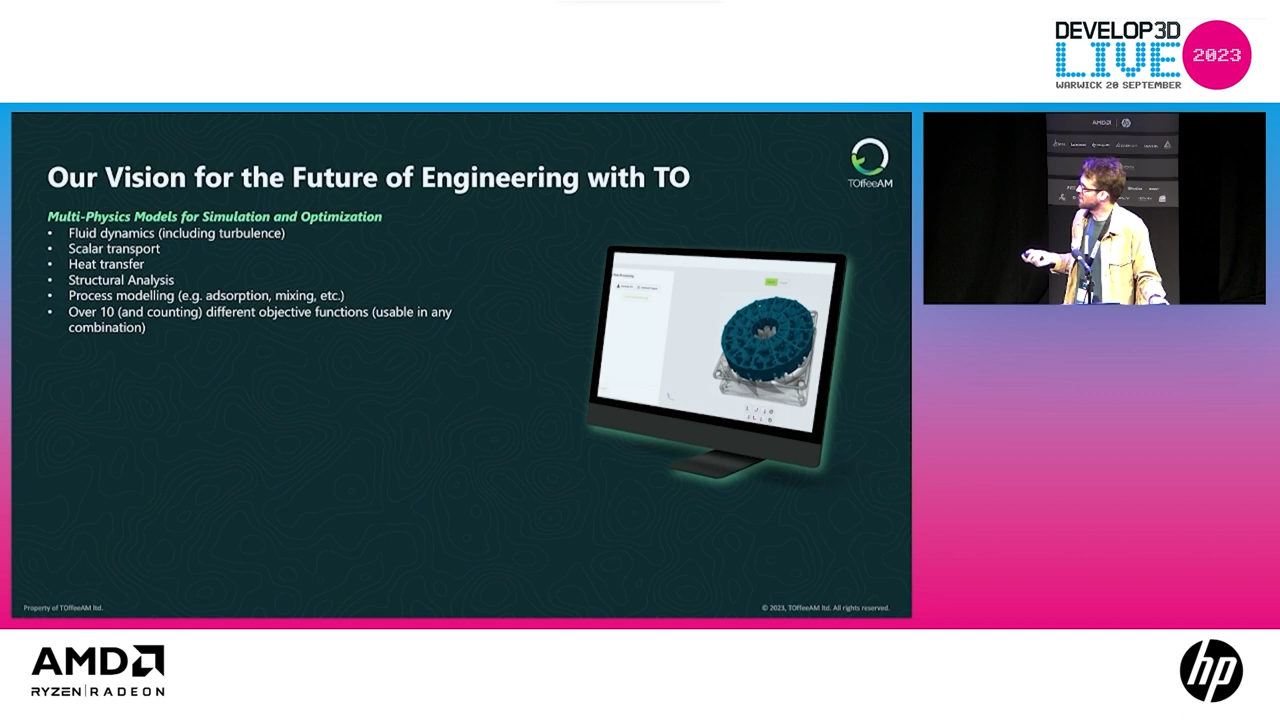 DEVELOP3D
LIVE
2023
WARWICK 20 SEPTEMBER
Our Vision for the Future of Engineering with TO
TOffeeAM
Multi-Physics Models for Simulation and Optimization
• Fluid dynamics (including turbulence)
• Scalar transport
• Heat transfer
• Structural Analysis
• Process modelling (e.g. adsorption, mixing, etc.)
• Over 10 (and counting) different objective functions (usable in any
combination)
Property of TOffeeAM ltd.
© 2023, TOffeeAM ltd. All rights reserved.
AMD
AMD
RYZEN | RADEON
hp